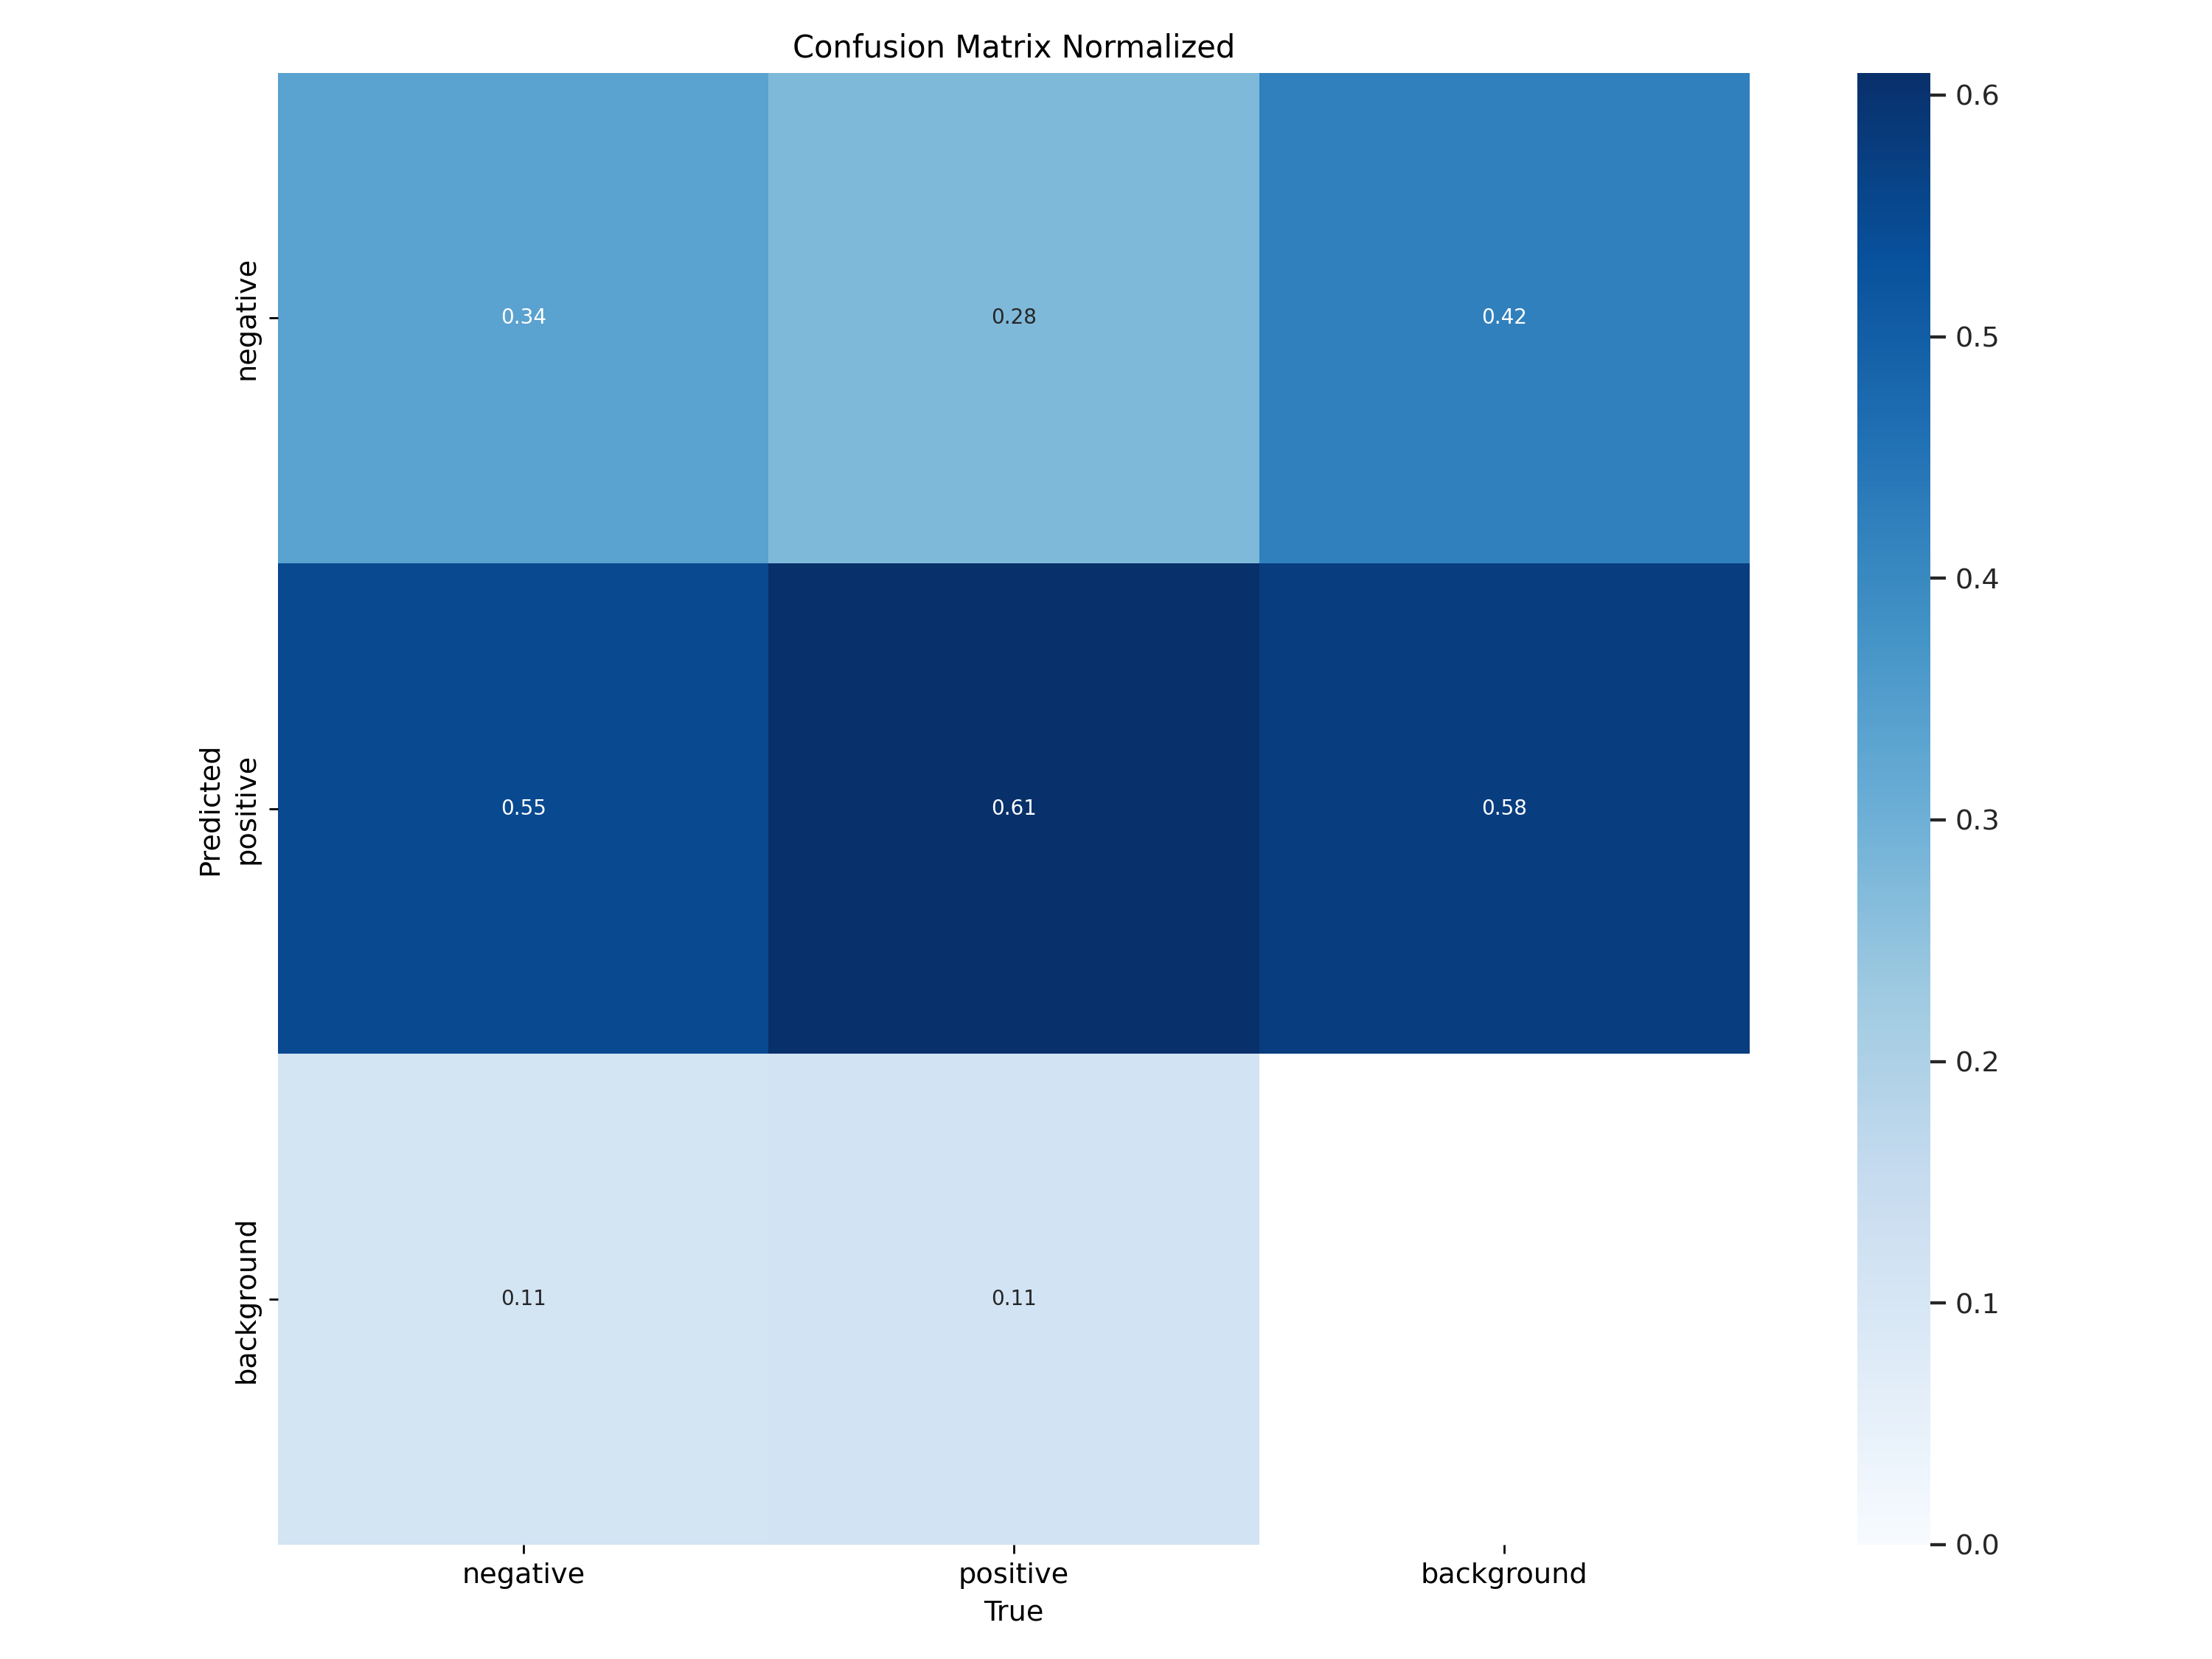 Confusion Matrix Normalized
negative
0.34
0.28
0.42
Predicted
positive
0.55
0.61
0.58
background
0.11
0.11
negative
positive
background
True
0.6
0.5
0.4
0.3
0.2
0.1
0.0